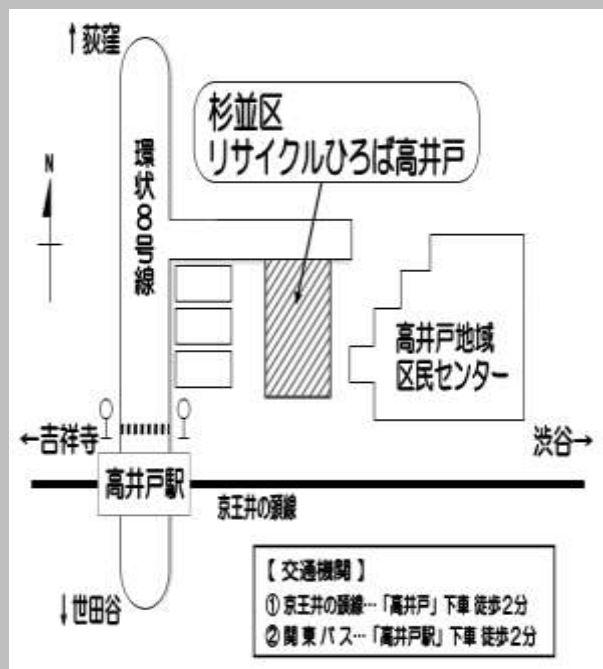 ↑荻窪
杉並区
リサイクルひろば高井戸
N
環状8号線
高井戸地域
区民センター
←吉祥寺
渋谷→
高井戸駅
京王井の頭線
↓世田谷
【交通機関】
①京王井の頭線…「高井戸」下車 徒歩2分
②関東バス…「高井戸駅」下車 徒歩2分